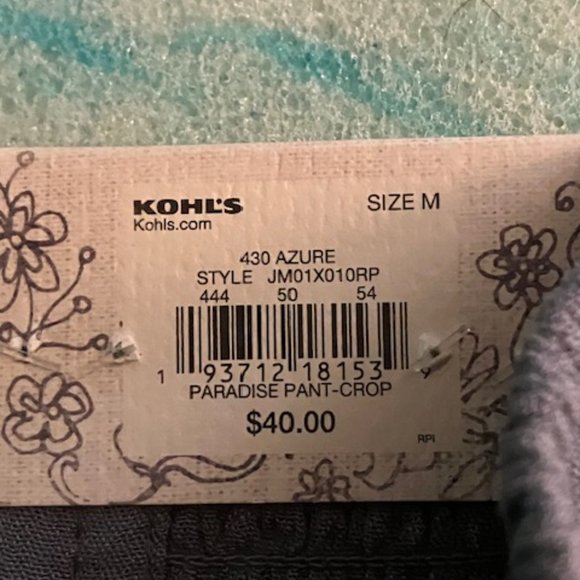 KOHL'S SIZE M
Kohls.com
430 AZURE
STYLE JM01X010RP
444 50 54
1 93712 18153 9
PARADISE PANT-CROP
$40.00
RPI